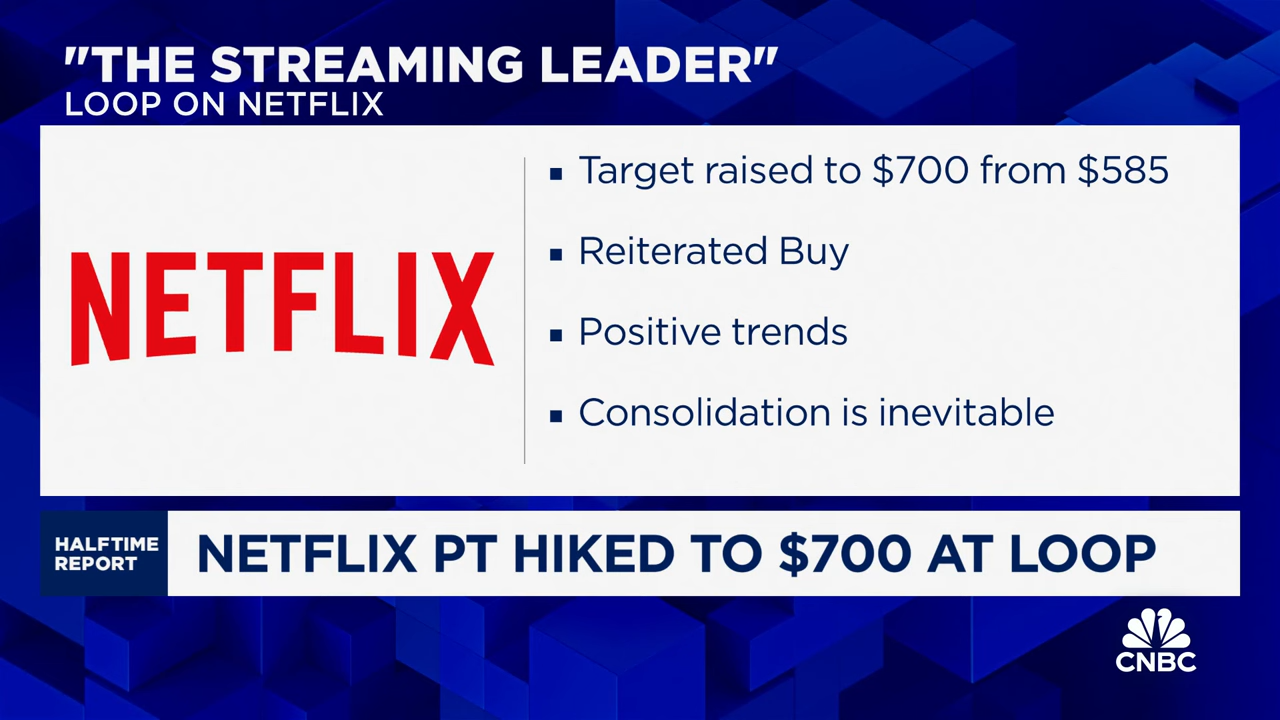 "THE STREAMING LEADER"
LOOP ON NETFLIX
NETFLIX
▪ Target raised to $700 from $585
▪ Reiterated Buy
▪ Positive trends
▪ Consolidation is inevitable
HALFTIME
REPORT
NETFLIX PT HIKED TO $700 AT LOOP
CNBC